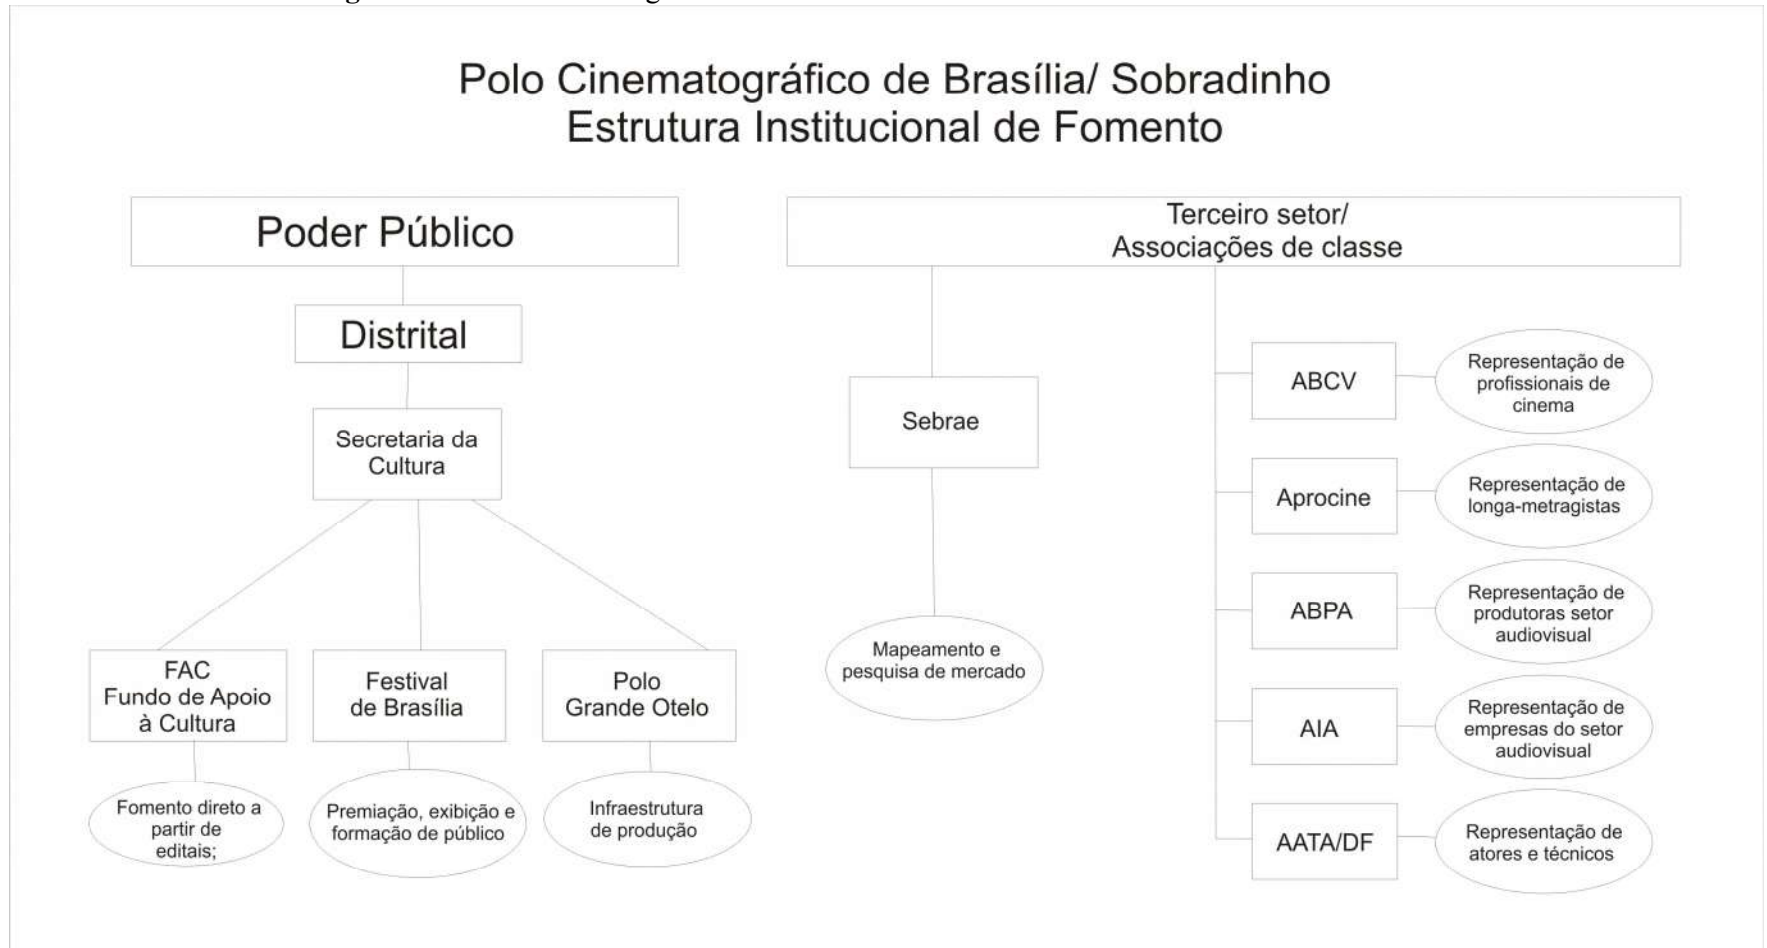 Polo Cinematográfico de Brasília/ Sobradinho
Estrutura Institucional de Fomento
Poder Público
Distrital
Secretaria da
Cultura
FAC
Fundo de Apoio
à Cultura
Fomento direto a
partir de
editais;
Festival
de Brasília
Premiação, exibição e
formação de público
Polo
Grande Otelo
Infraestrutura
de produção
Terceiro setor/
Associações de classe
Sebrae
Mapeamento e
pesquisa de mercado
ABCV
Representação de
profissionais de
cinema
Aprocine
Representação de
longa-metragistas
ABPA
Representação de
produtoras setor
audiovisual
AIA
Representação de
empresas do setor
audiovisual
AATA/DF
Representação de
atores e técnicos